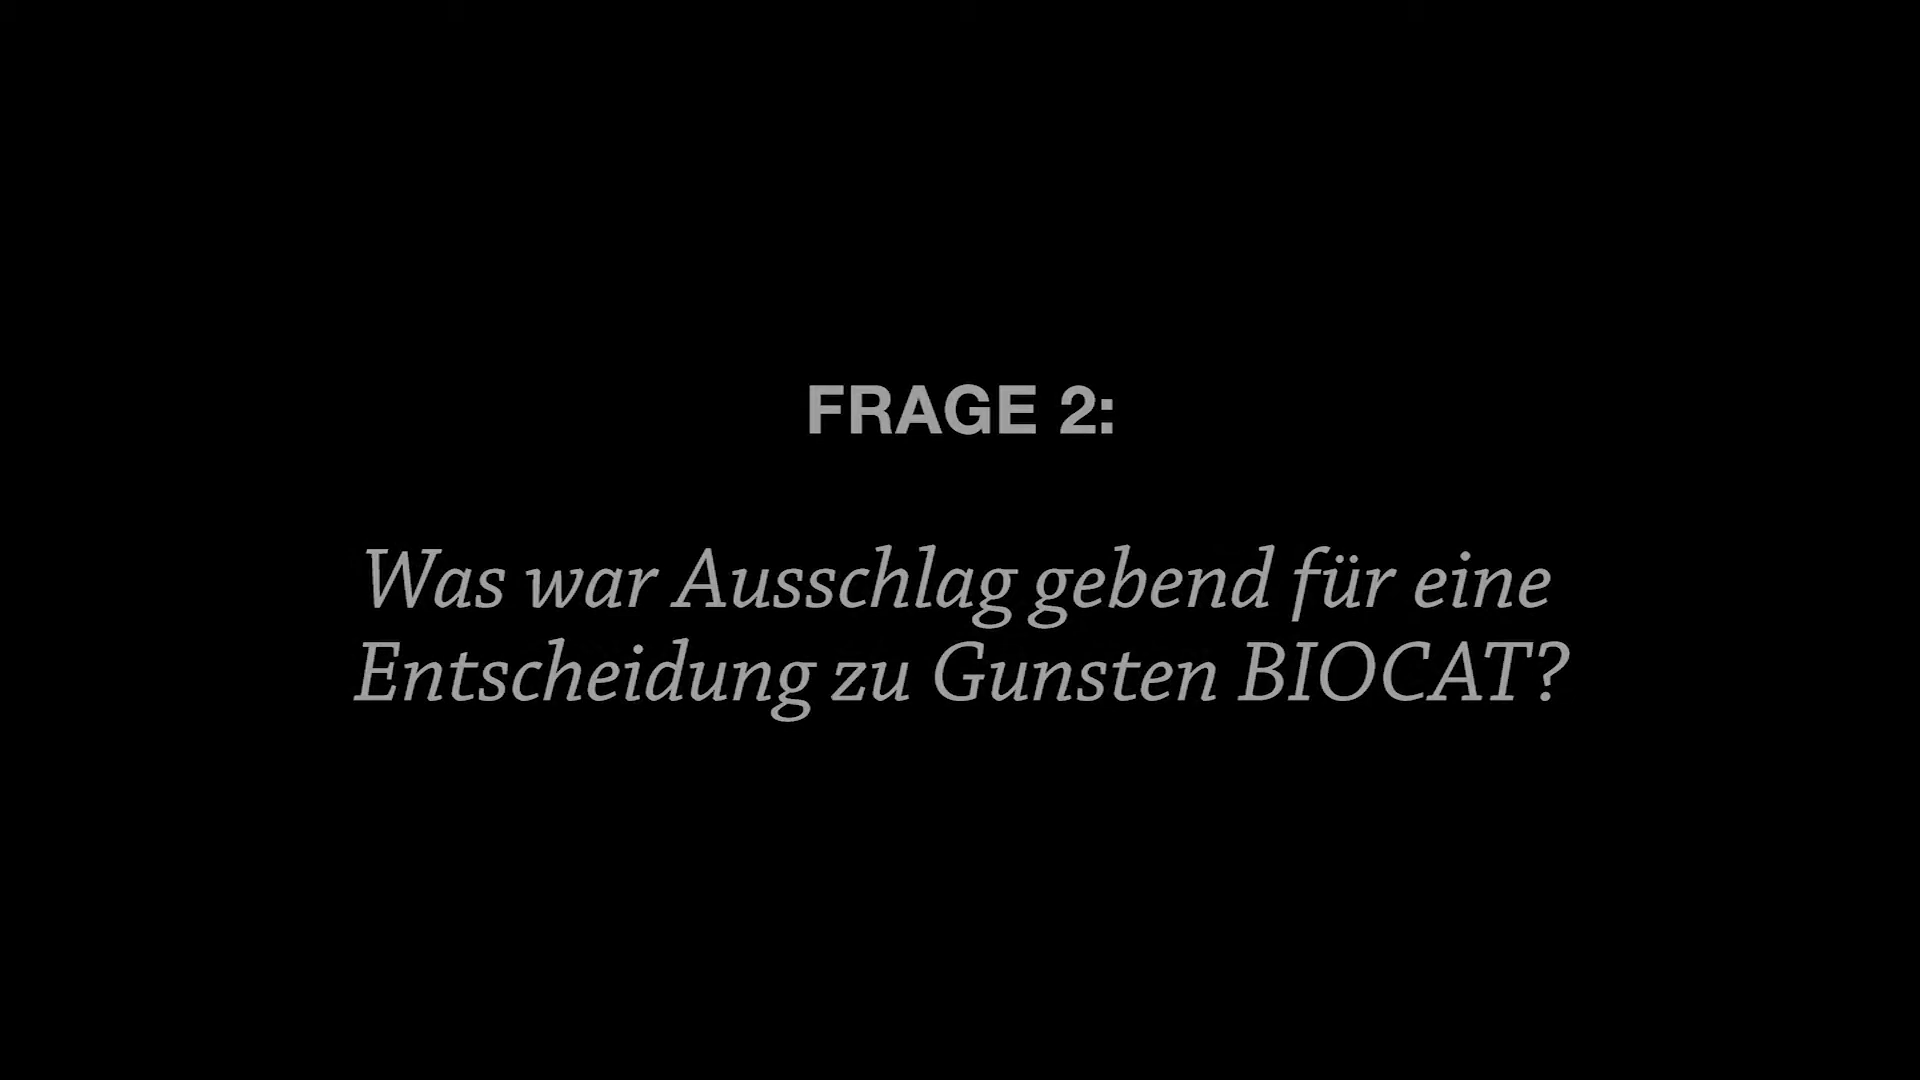 FRAGE 2:
Was war Ausschlag gebend für eine
Entscheidung zu Gunsten BIOCAT?